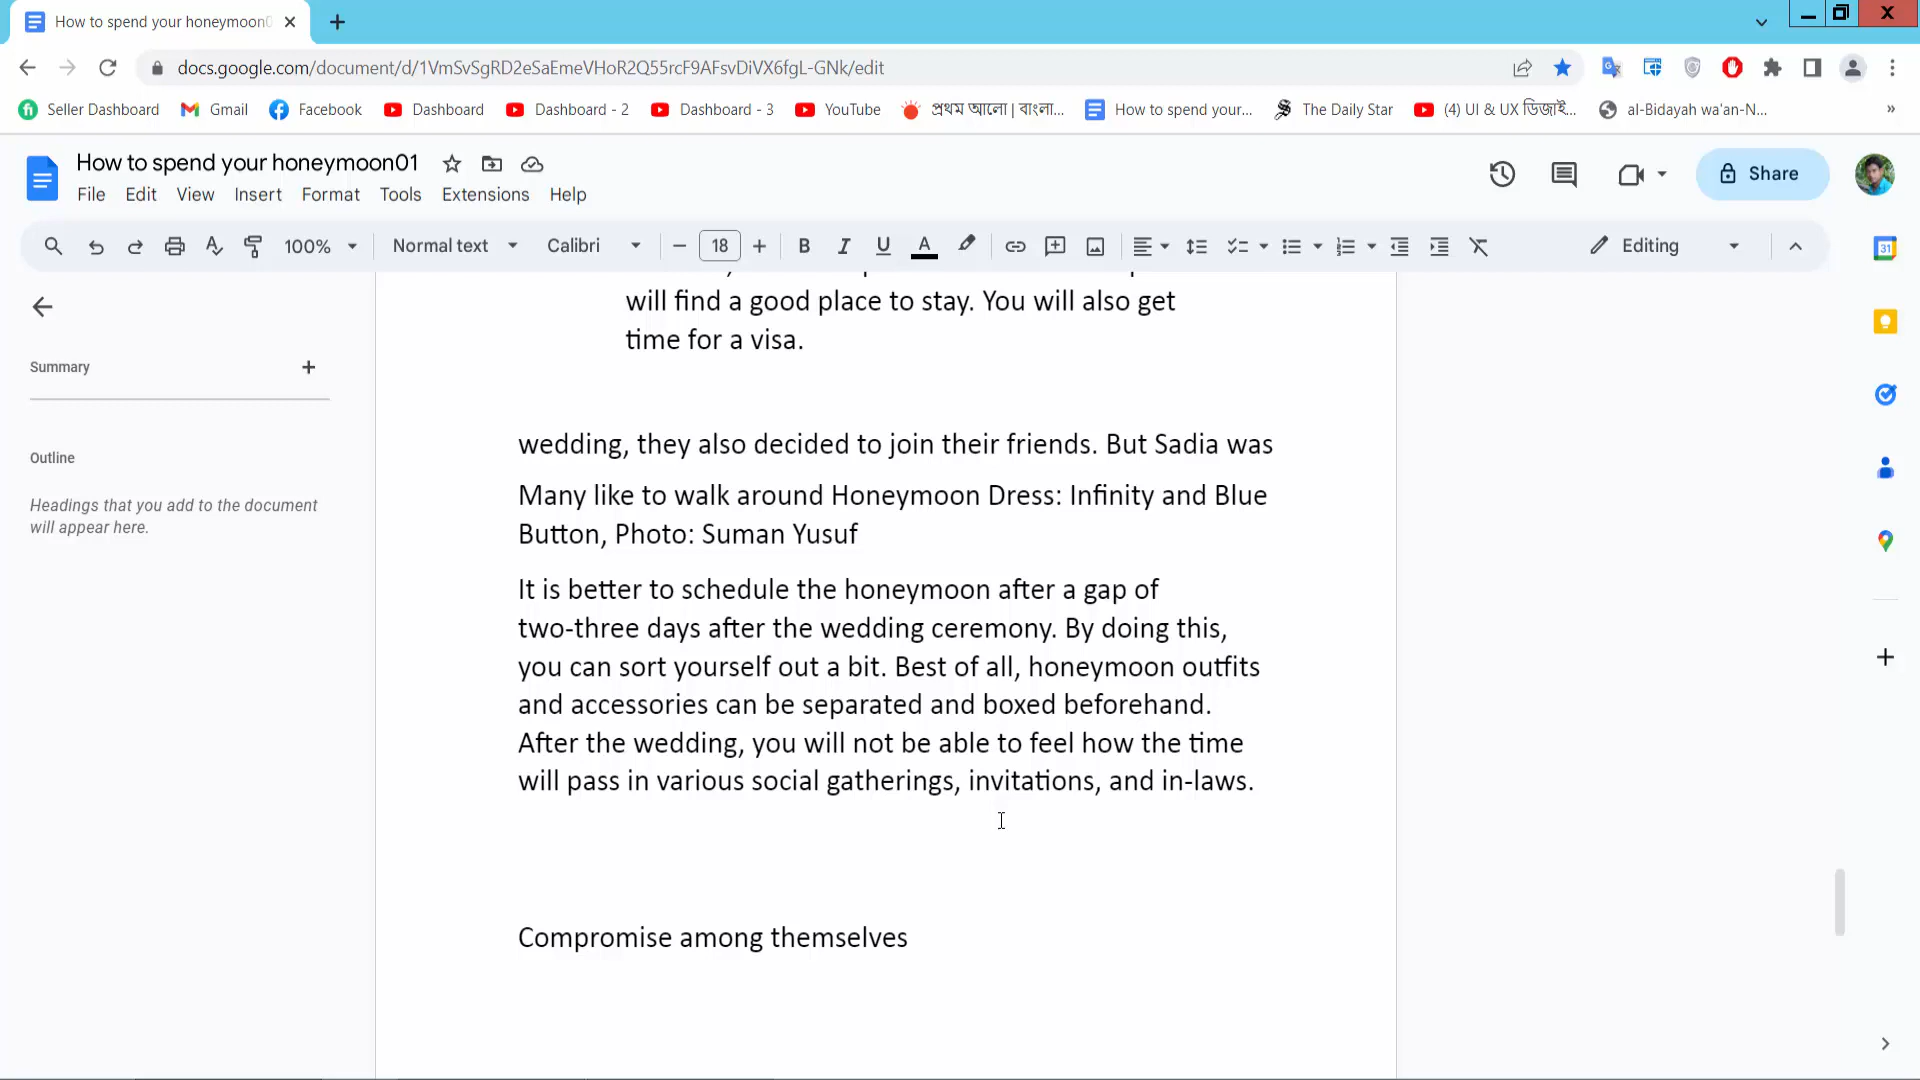 How to spend your honeymoon0
docs.google.com/document/d/1VmSvSgRD2eSaEmeVHoR2Q55rcF9AFsvDiVX6fgL-GNk/edit
Seller Dashboard Gmail Facebook Dashboard Dashboard - 2 Dashboard - 3 YouTube প্রথম আলো | বাংলা... How to spend your... The Daily Star (4) UI & UX ডিজাই... al-Bidayah wa'an-N... »
How to spend your honeymoon01
File Edit View Insert Format Tools Extensions Help
Share
100% Normal text Calibri 18 B I U A Editing
31
will find a good place to stay. You will also get
time for a visa.
Summary
wedding, they also decided to join their friends. But Sadia was
Outline
Many like to walk around Honeymoon Dress: Infinity and Blue
Button, Photo: Suman Yusuf
Headings that you add to the document
will appear here.
It is better to schedule the honeymoon after a gap of
two-three days after the wedding ceremony. By doing this,
you can sort yourself out a bit. Best of all, honeymoon outfits
and accessories can be separated and boxed beforehand.
After the wedding, you will not be able to feel how the time
will pass in various social gatherings, invitations, and in-laws.
Compromise among themselves